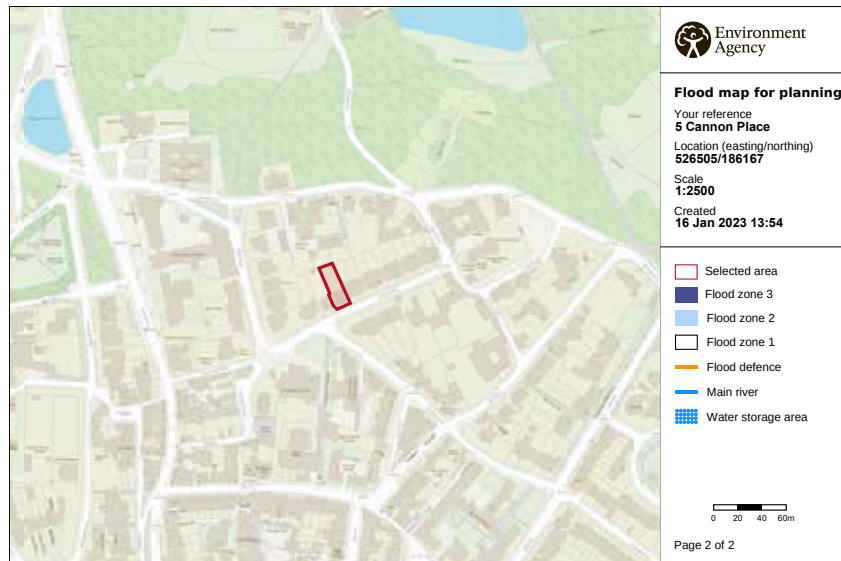 Environment
Agency
Flood map for planning
Your reference
5 Cannon Place
Location (easting/northing)
526505/186167
Scale
1:2500
Created
16 Jan 2023 13:54
Selected area
Flood zone 3
Flood zone 2
Flood zone 1
Flood defence
Main river
Water storage area
0 20 40 60m
Page 2 of 2